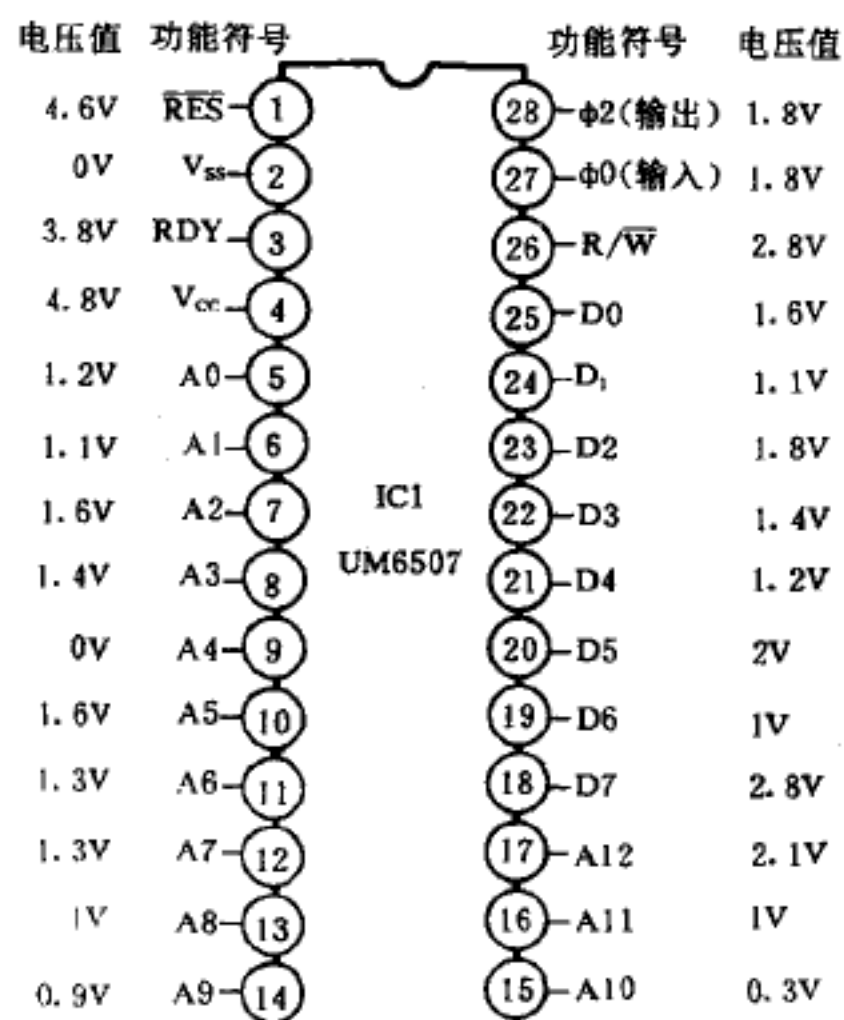 电压值 功能符号 功能符号 电压值
4.6V R̅E̅S̅ 1 28 ф2(输出) 1.8V
0V Vss 2 27 ф0(输入) 1.8V
3.8V RDY 3 26 R/W̅ 2.8V
4.8V Vcc 4 25 D0 1.6V
1.2V A0 5 24 D1 1.1V
1.1V A1 6 23 D2 1.8V
1.6V A2 7 22 D3 1.4V
IC1
1.4V A3 8 UM6507 21 D4 1.2V
0V A4 9 20 D5 2V
1.6V A5 10 19 D6 1V
1.3V A6 11 18 D7 2.8V
1.3V A7 12 17 A12 2.1V
1V A8 13 16 A11 1V
0.9V A9 14 15 A10 0.3V